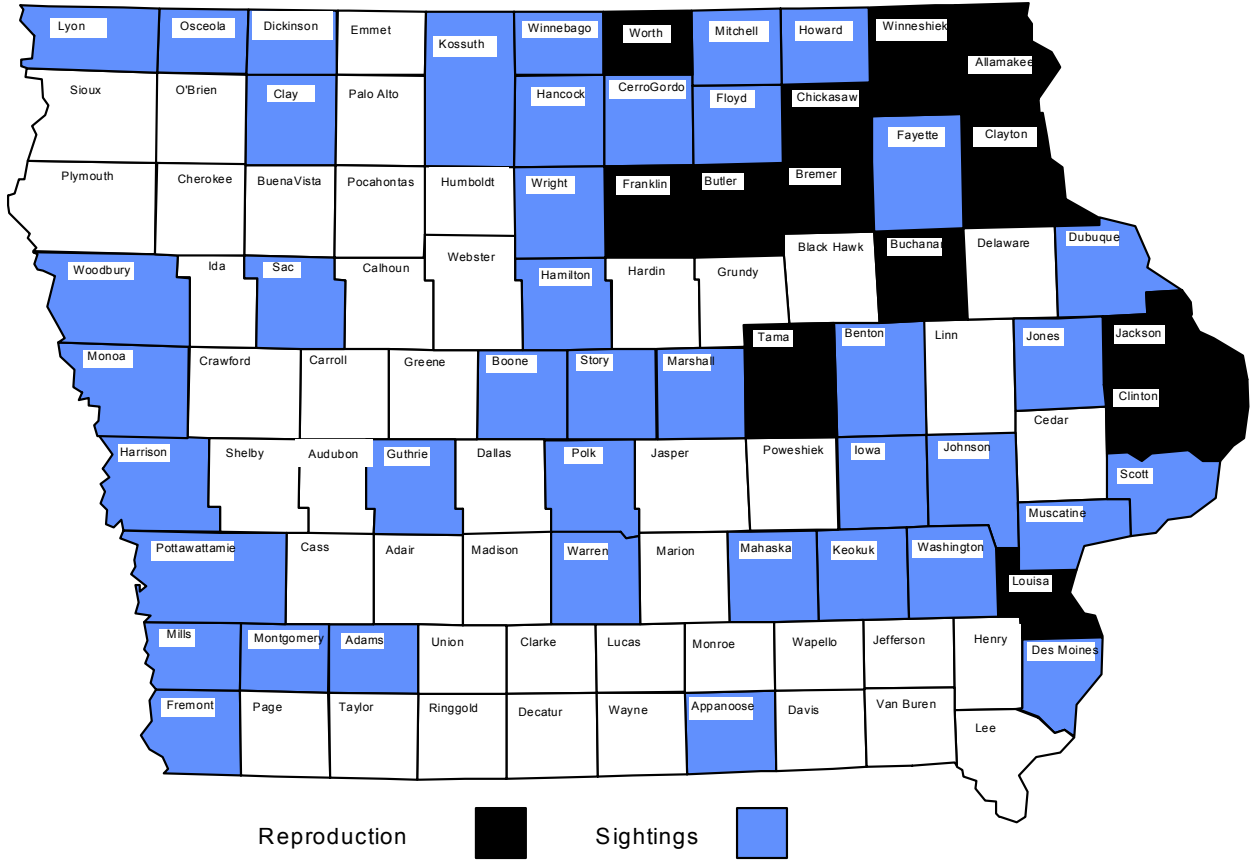 Lyon
Osceola
Dickinson
Emmet
Kossuth
Winnebago
Worth
Mitchell
Howard
Winneshiek
Allamakee
Sioux
O'Brien
Clay
Palo Alto
Hancock
CerroGordo
Floyd
Chickasaw
Fayette
Clayton
Plymouth
Cherokee
BuenaVista
Pocahontas
Humboldt
Wright
Franklin
Butler
Bremer
Woodbury
Ida
Sac
Calhoun
Webster
Hamilton
Hardin
Grundy
Black Hawk
Buchanan
Delaware
Dubuque
Monoa
Crawford
Carroll
Greene
Boone
Story
Marshall
Tama
Benton
Linn
Jones
Jackson
Clinton
Cedar
Harrison
Shelby
Audubon
Guthrie
Dallas
Polk
Jasper
Poweshiek
Iowa
Johnson
Scott
Muscatine
Pottawattamie
Cass
Adair
Madison
Warren
Marion
Mahaska
Keokuk
Washington
Louisa
Mills
Montgomery
Adams
Union
Clarke
Lucas
Monroe
Wapello
Jefferson
Henry
Des Moines
Fremont
Page
Taylor
Ringgold
Decatur
Wayne
Appanoose
Davis
Van Buren
Lee
Reproduction
Sightings